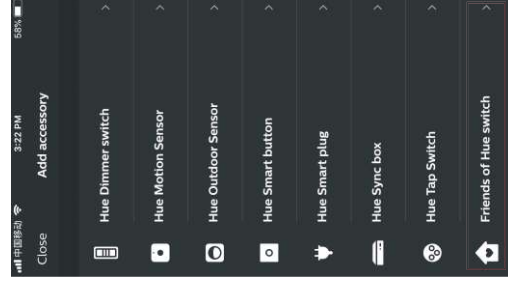 中国移动 3:22 PM 58%
Close Add accessory
Hue Dimmer switch
Hue Motion Sensor
Hue Outdoor Sensor
Hue Smart button
Hue Smart plug
Hue Sync box
Hue Tap Switch
Friends of Hue switch